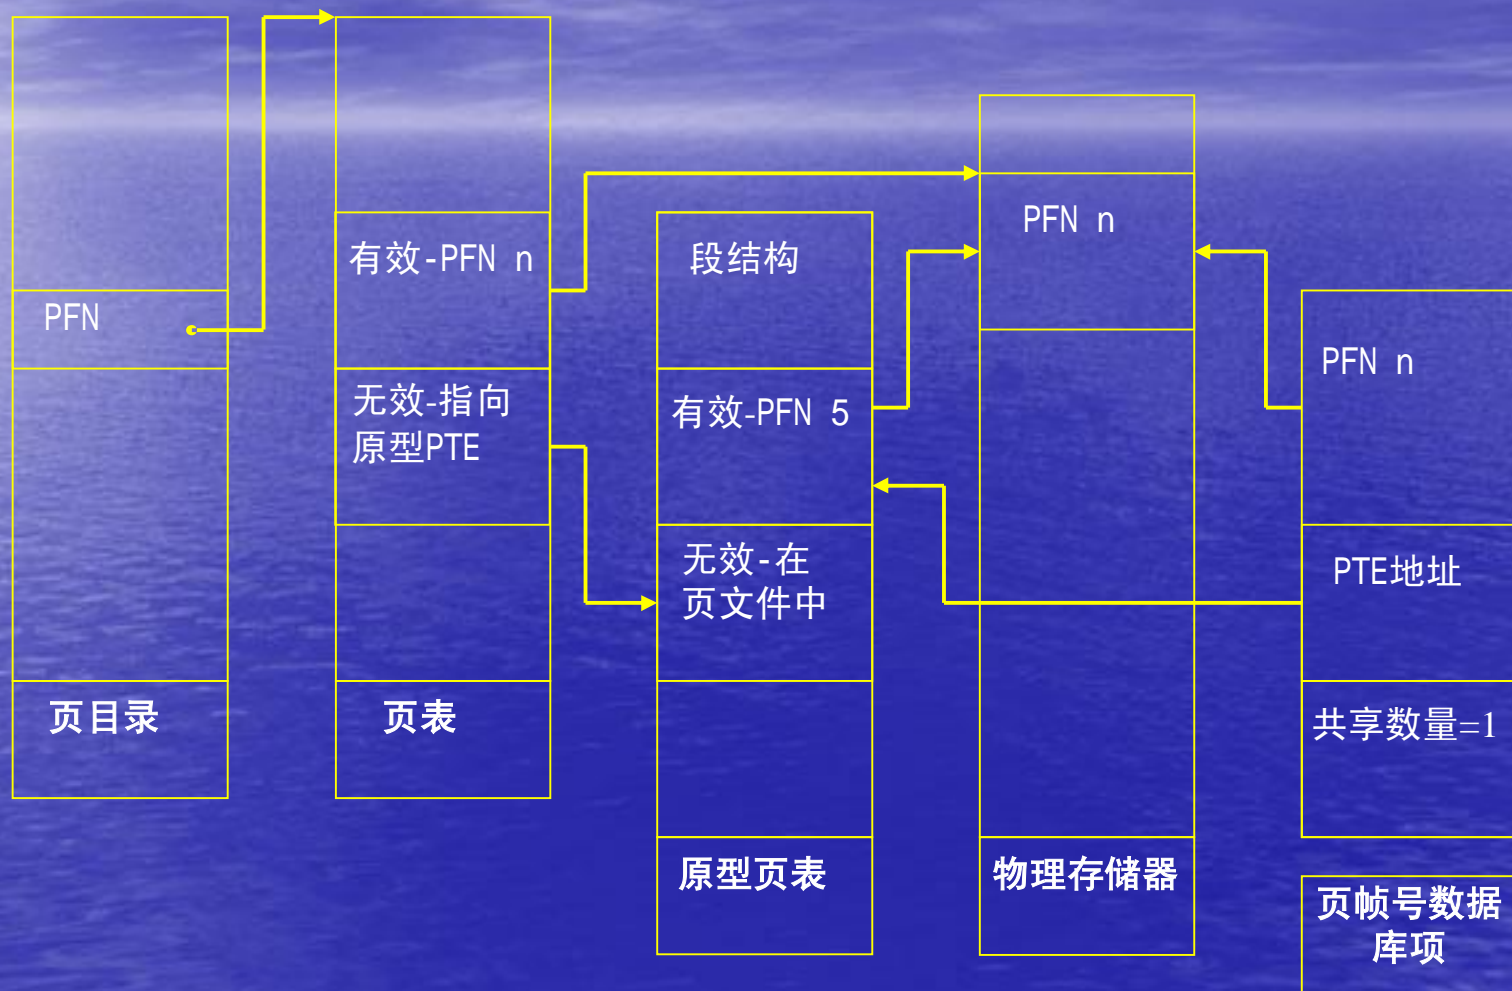 PFN
页目录
有效-PFN n
无效-指向
原型PTE
页表
段结构
有效-PFN 5
无效-在
页文件中
原型页表
PFN n
物理存储器
PFN n
PTE地址
共享数量=1
页帧号数据
库项